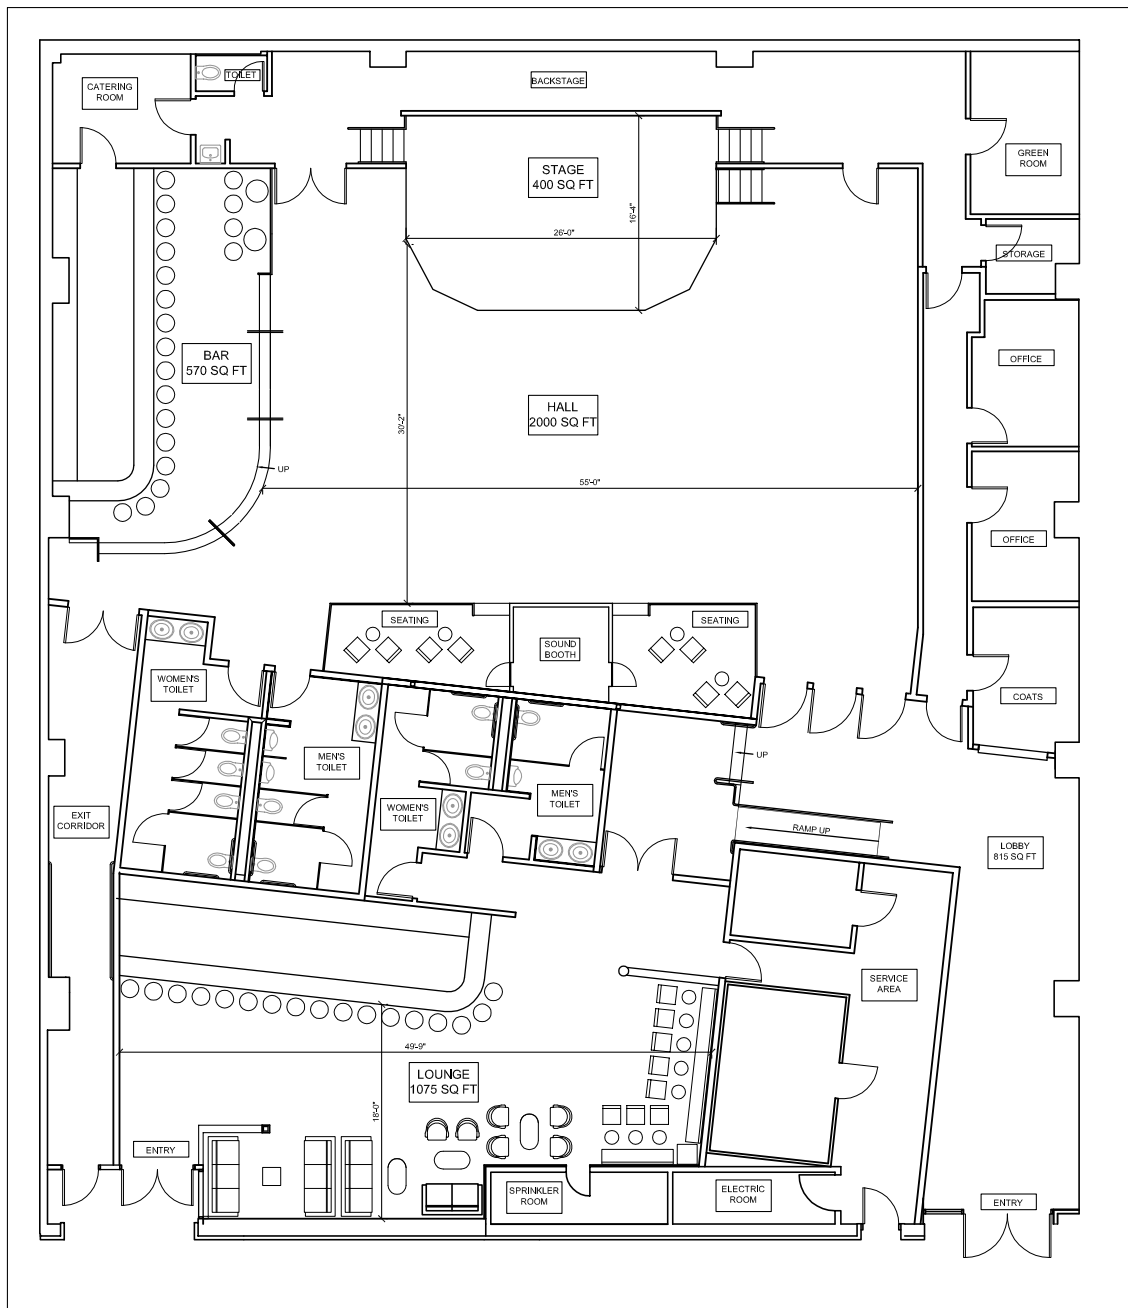 TOILET
BACKSTAGE
CATERING
ROOM
GREEN
ROOM
STAGE
400 SQ FT
16'-4"
26'-0"
STORAGE
BAR
570 SQ FT
OFFICE
HALL
2000 SQ FT
30'-2"
UP
55'-0"
OFFICE
SEATING
SEATING
SOUND
BOOTH
WOMEN'S
TOILET
COATS
MEN'S
TOILET
UP
WOMEN'S
TOILET
MEN'S
TOILET
EXIT
CORRIDOR
RAMP UP
LOBBY
815 SQ FT
SERVICE
AREA
49'-9"
LOUNGE
1075 SQ FT
18'-0"
ENTRY
SPRINKLER
ROOM
ELECTRIC
ROOM
ENTRY